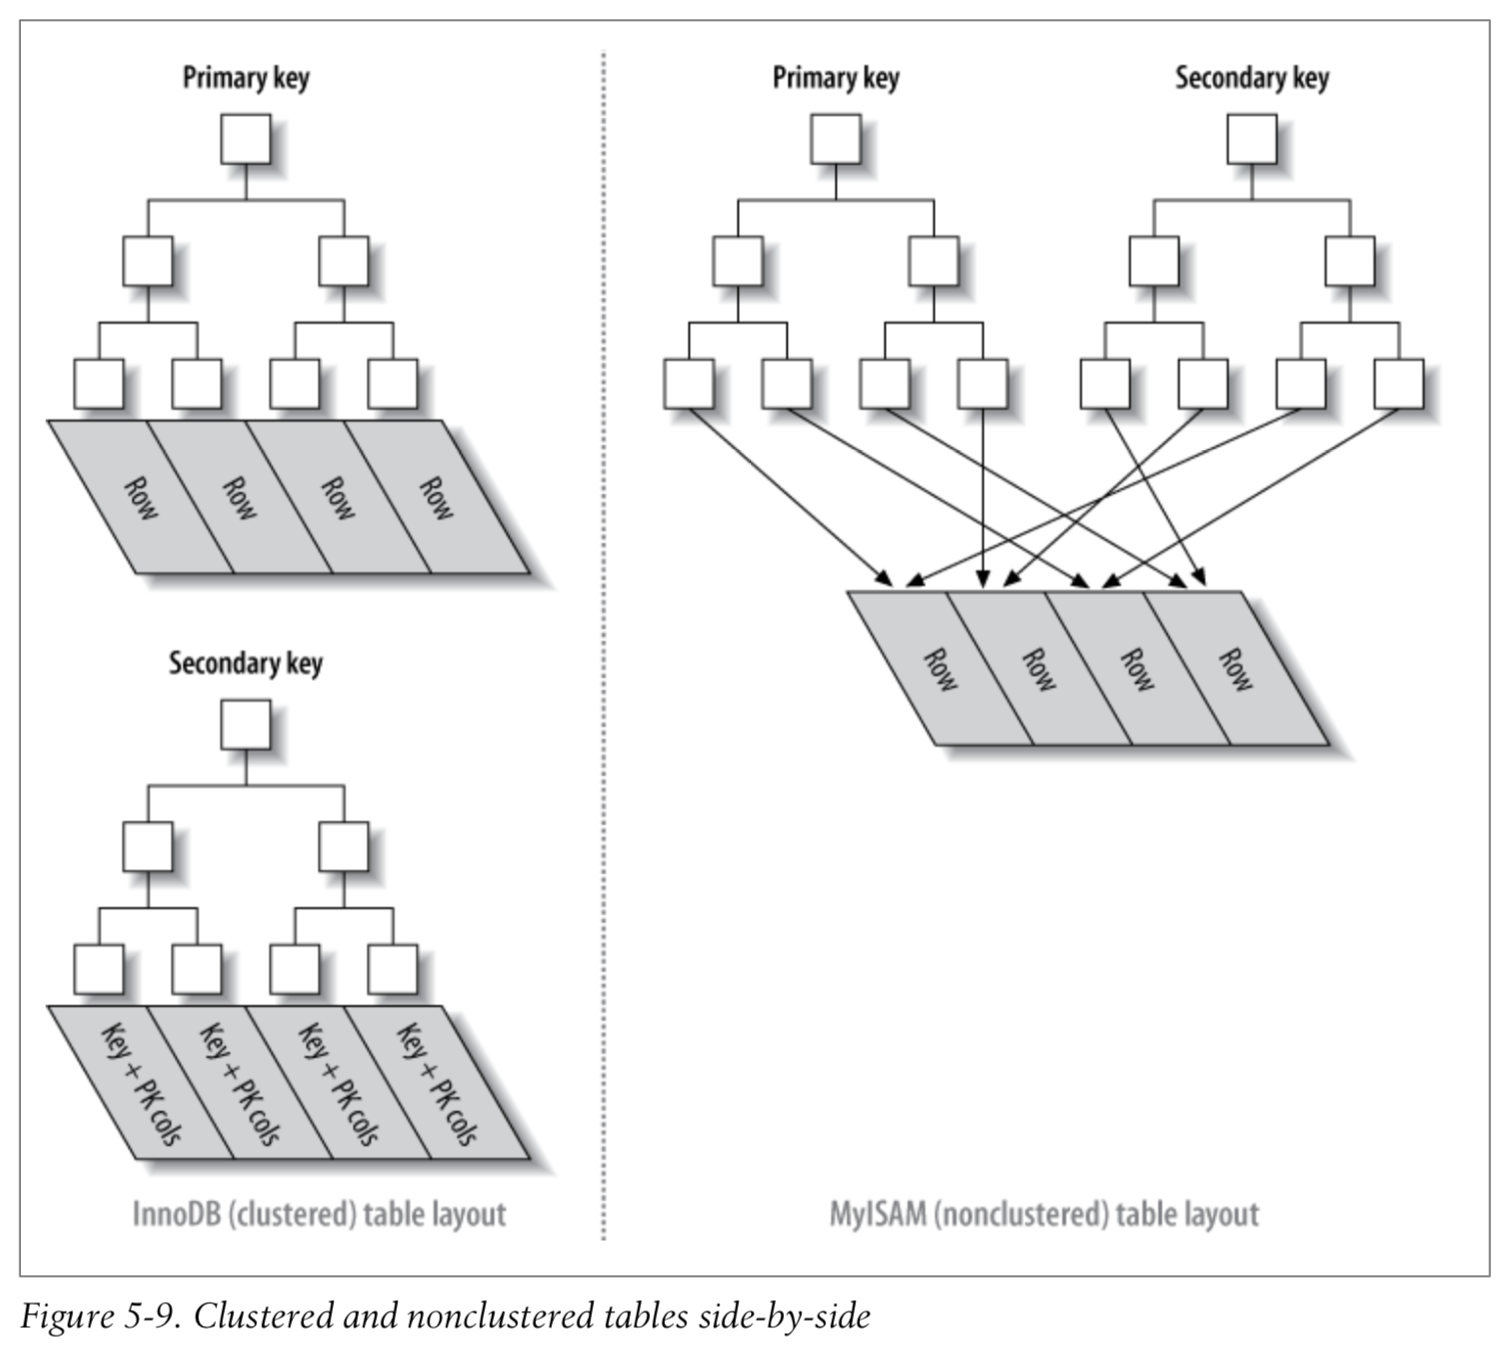 Primary key
Row
Row
Row
Row
Secondary key
Key + PK cols
Key + PK cols
Key + PK cols
Key + PK cols
InnoDB (clustered) table layout
Primary key
Secondary key
Row
Row
Row
Row
MyISAM (nonclustered) table layout
Figure 5-9. Clustered and nonclustered tables side-by-side